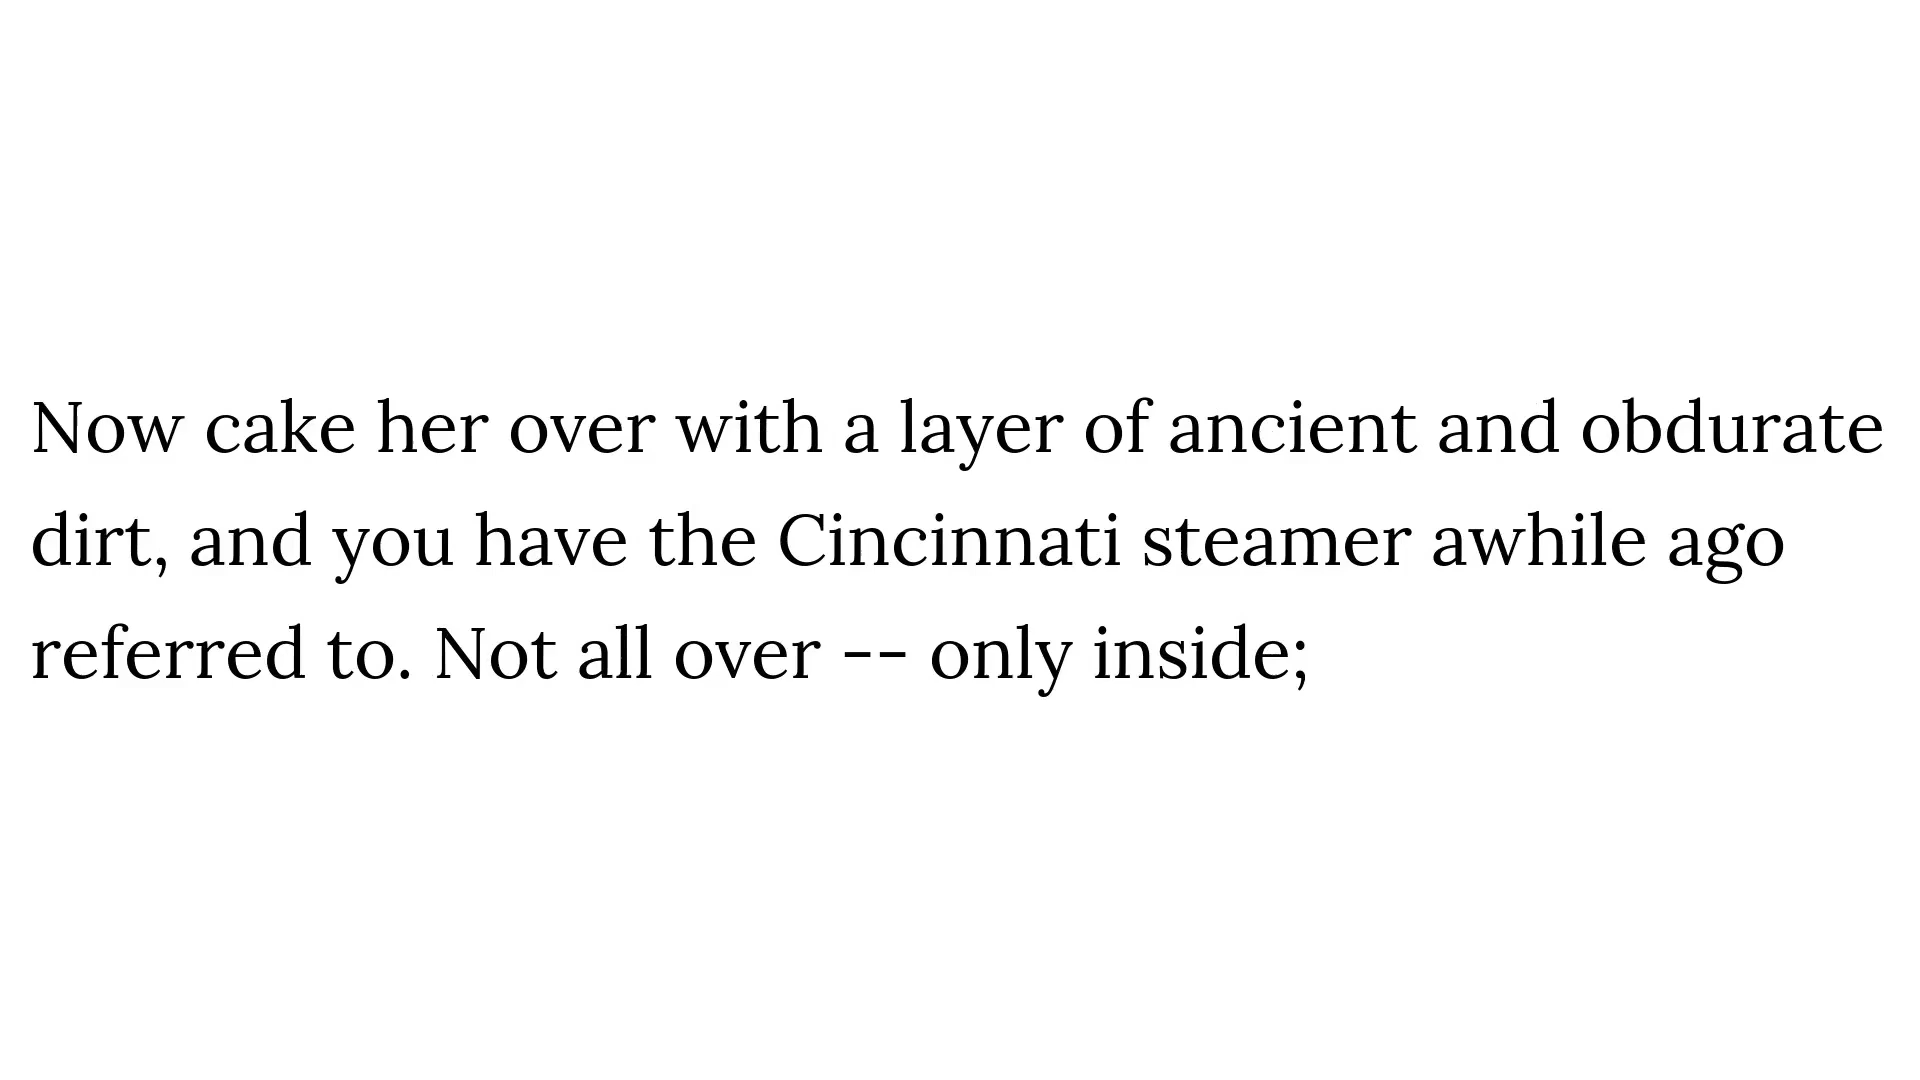 Now cake her over with a layer of ancient and obdurate
dirt, and you have the Cincinnati steamer awhile ago
referred to. Not all over -- only inside;